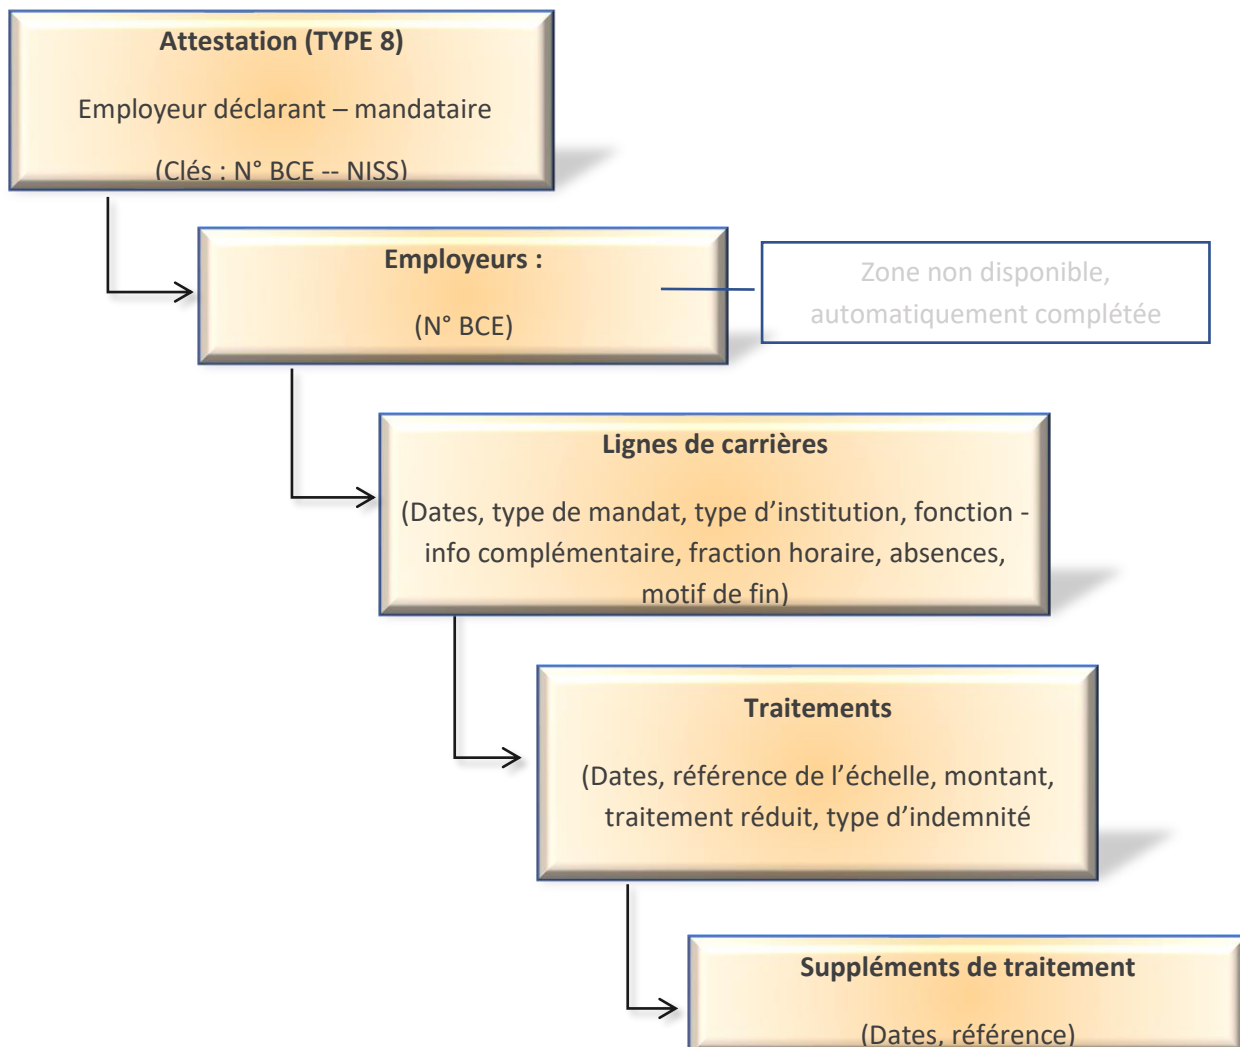 Attestation (TYPE 8)
Employeur déclarant – mandataire
(Clés : N° BCE -- NISS)
Employeurs :
(N° BCE)
Zone non disponible,
automatiquement complétée
Lignes de carrières
(Dates, type de mandat, type d’institution, fonction -
info complémentaire, fraction horaire, absences,
motif de fin)
Traitements
(Dates, référence de l’échelle, montant,
traitement réduit, type d’indemnité
Suppléments de traitement
(Dates, référence)